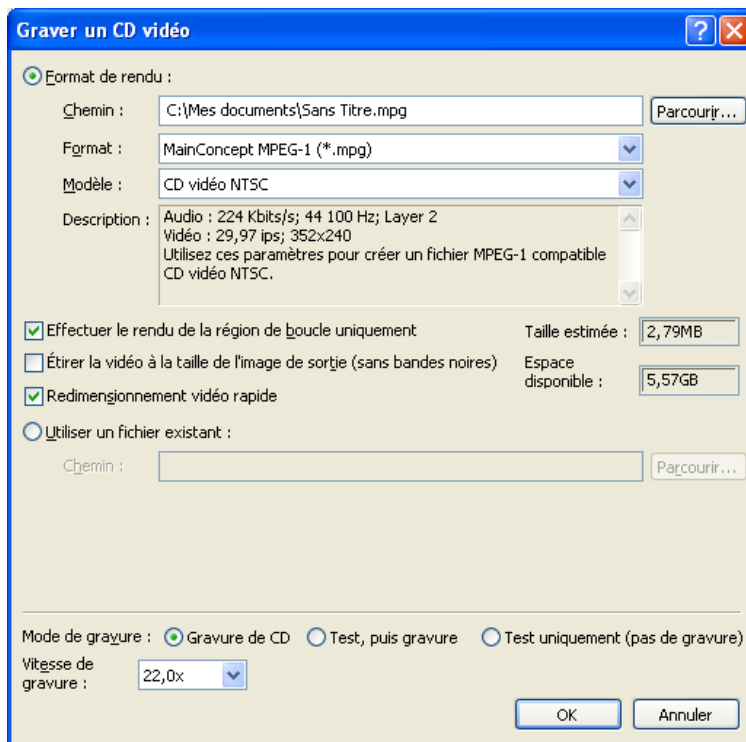 Graver un CD vidéo
Format de rendu :
Chemin :
C:\Mes documents\Sans Titre.mpg
Parcourir...
Format :
MainConcept MPEG-1 (*.mpg)
Modèle :
CD vidéo NTSC
Description :
Audio : 224 Kbits/s; 44 100 Hz; Layer 2
Vidéo : 29,97 ips; 352x240
Utilisez ces paramètres pour créer un fichier MPEG-1 compatible
CD vidéo NTSC.
Effectuer le rendu de la région de boucle uniquement
Taille estimée :
2,79MB
Étirer la vidéo à la taille de l'image de sortie (sans bandes noires)
Espace
disponible :
5,57GB
Redimensionnement vidéo rapide
Utiliser un fichier existant :
Chemin :
Parcourir...
Mode de gravure :
Gravure de CD
Test, puis gravure
Test uniquement (pas de gravure)
Vitesse de
gravure :
22,0x
OK
Annuler